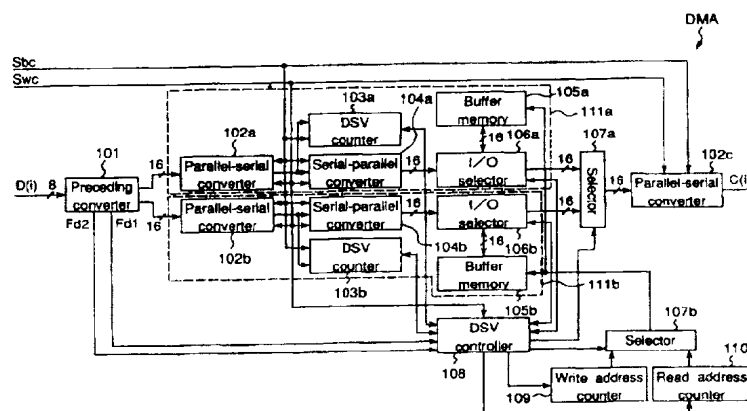 DMA
Sbc
Swc
103a
104a
105a
DSV
counter
Buffer
memory
111a
102a
106a
107a
101
16
16
102c
16
Parallel-serial
converter
Serial-parallel
converter
16
I/O
selector
16
Selector
16
Parallel-serial
converter
D(i)
8
Preceding
converter
C(i
Fd2
Fd1
16
Parallel-serial
converter
Serial-parallel
converter
16
I/O
selector
16
104b
16
106b
102b
DSV
counter
Buffer
memory
103b
105b
111b
107b
DSV
controller
108
Selector
110
109
Write address
counter
Read address
counter